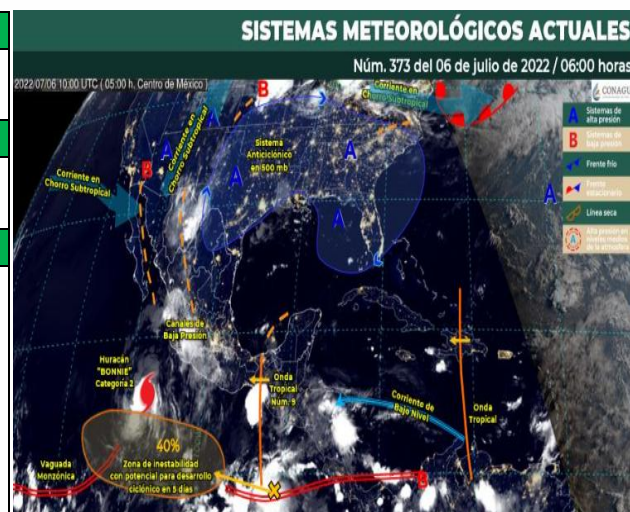 SISTEMAS METEOROLÓGICOS ACTUALES
Núm. 373 del 06 de julio de 2022 / 06:00 horas
2022/07/06 10:00 UTC ( 05:00 h. Centro de México )
CONAGU
B
Corriente en
Chorro Subtropical
A Sistemas de
alta presión
B Sistemas de
baja presión
Frente frío
Frente
estacionario
Línea seca
A Alta presión en
niveles medios
de la atmósfera
Corriente en
Chorro Subtropical
A
A
Sistema
Anticiclónico
en 500 mb
A
B
Corriente en
Chorro Subtropical
A
A
A
Canales de
Baja Presión
Huracán
"BONNIE"
Categoría 2
Onda
Tropical
Núm. 9
Corriente de
Bajo Nivel
Onda
Tropical
40%
Zona de inestabilidad
con potencial para desarrollo
ciclónico en 5 días
Vaguada
Monzónica
B